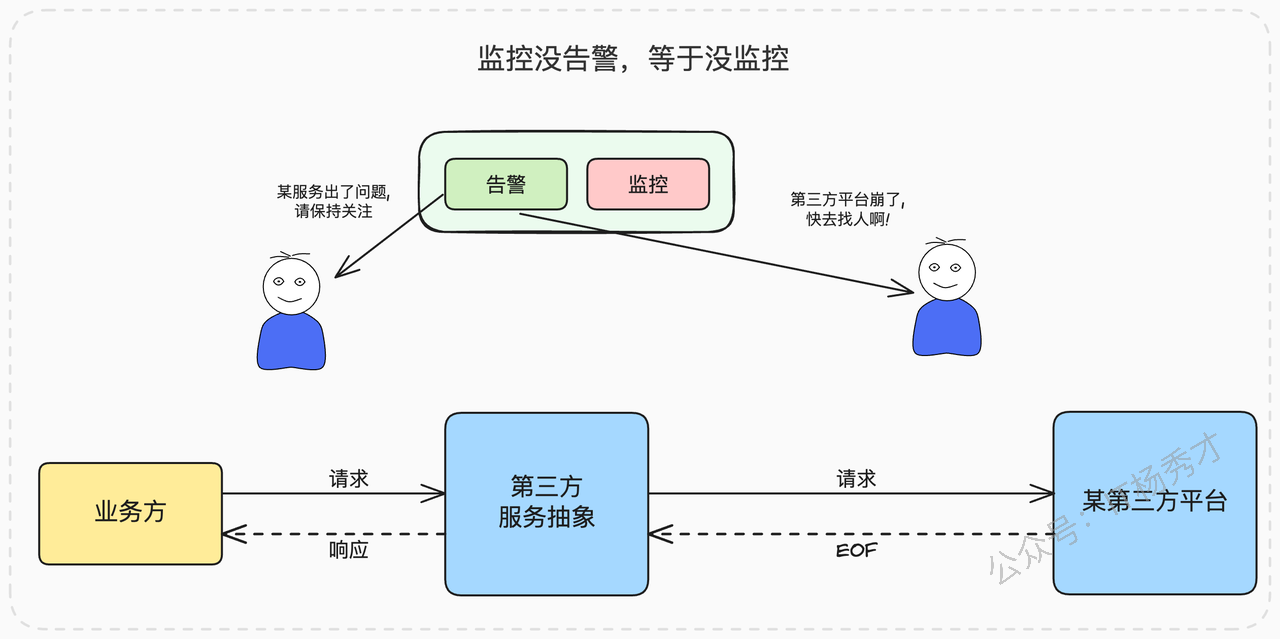 监控没告警，等于没监控
告警
监控
某服务出了问题，
请保持关注
第三方平台崩了，
快去找人啊!
业务方
请求
响应
第三方
服务抽象
请求
EOF
某第三方平台
公众号：
杨秀才